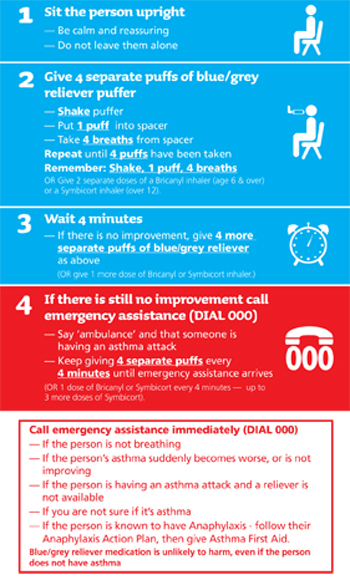 1 Sit the person upright
— Be calm and reassuring
— Do not leave them alone
2 Give 4 separate puffs of blue/grey
reliever puffer
— Shake puffer
— Put 1 puff into spacer
— Take 4 breaths from spacer
Repeat until 4 puffs have been taken
Remember: Shake, 1 puff, 4 breaths
OR Give 2 separate doses of a Bricanyl inhaler (age 6 & over)
or a Symbicort inhaler (over 12).
3 Wait 4 minutes
— If there is no improvement, give 4 more
separate puffs of blue/grey reliever
as above
(OR give 1 more dose of Bricanyl or Symbicort inhaler.)
4 If there is still no improvement call
emergency assistance (DIAL 000)
— Say 'ambulance' and that someone is
having an asthma attack
— Keep giving 4 separate puffs every
4 minutes until emergency assistance arrives
(OR 1 dose of Bricanyl or Symbicort every 4 minutes — up to
3 more doses of Symbicort).
000
Call emergency assistance immediately (DIAL 000)
— If the person is not breathing
— If the person's asthma suddenly becomes worse, or is not
improving
— If the person is having an asthma attack and a reliever is
not available
— If you are not sure if it's asthma
— If the person is known to have Anaphylaxis - follow their
Anaphylaxis Action Plan, then give Asthma First Aid.
Blue/grey reliever medication is unlikely to harm, even if the person
does not have asthma